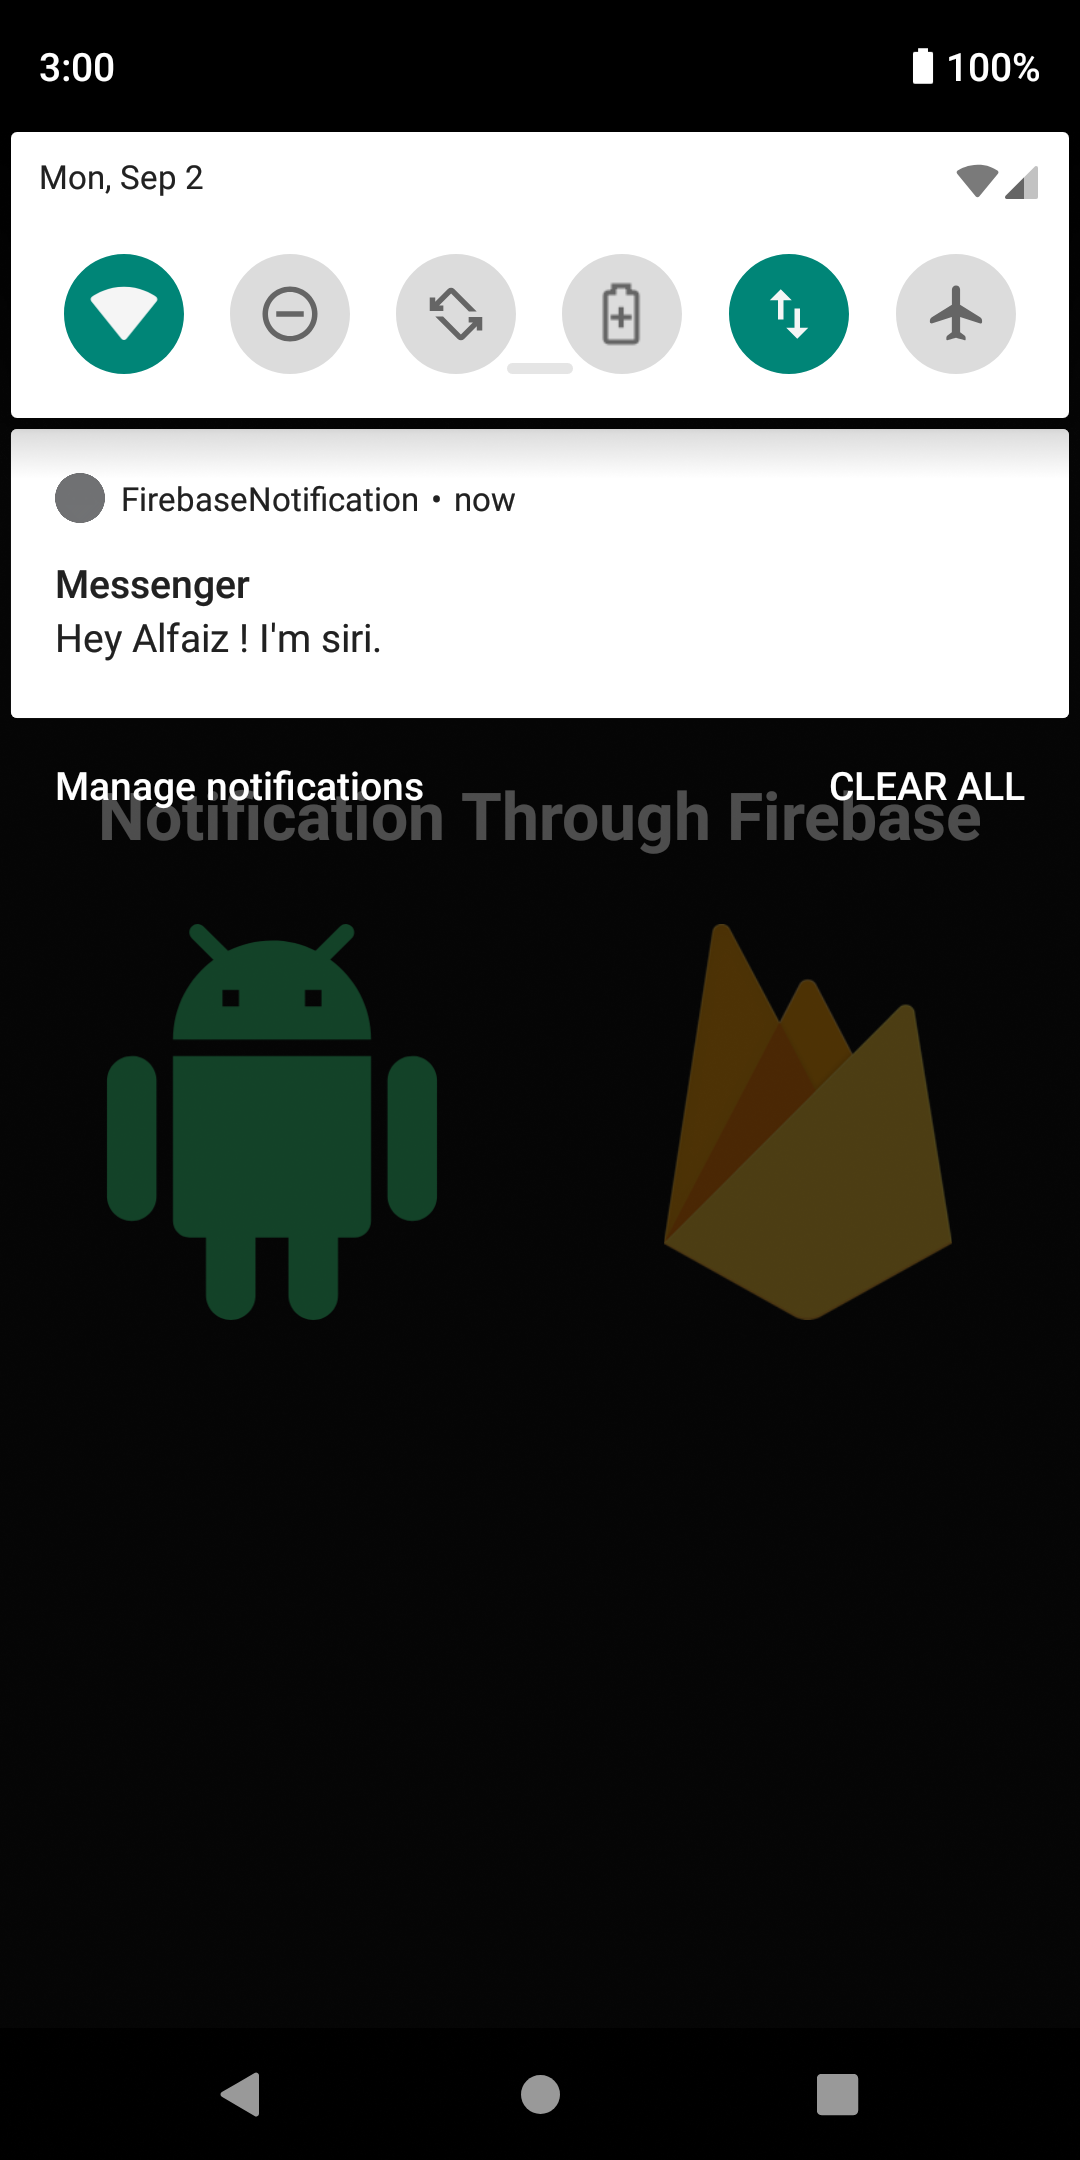 3:00 100%
Mon, Sep 2
FirebaseNotification • now
Messenger
Hey Alfaiz ! I'm siri.
Manage notifications CLEAR ALL
Notification Through Firebase